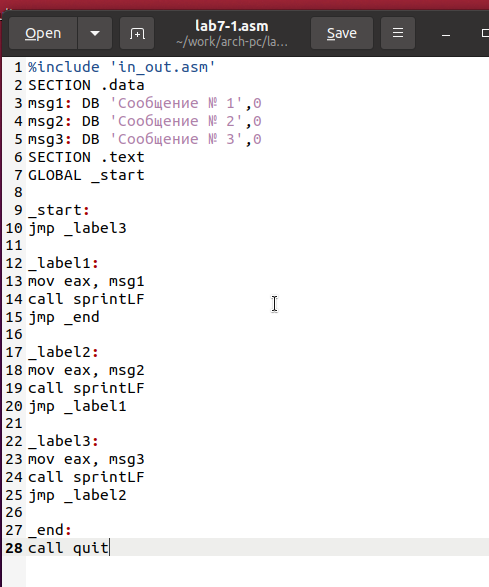 lab7-1.asm
Open
~/work/arch-pc/la...
Save
1 %include 'in_out.asm'
2 SECTION .data
3 msg1: DB 'Сообщение № 1',0
4 msg2: DB 'Сообщение № 2',0
5 msg3: DB 'Сообщение № 3',0
6 SECTION .text
7 GLOBAL _start
8
9 _start:
10 jmp _label3
11
12 _label1:
13 mov eax, msg1
14 call sprintLF
15 jmp _end
16
17 _label2:
18 mov eax, msg2
19 call sprintLF
20 jmp _label1
21
22 _label3:
23 mov eax, msg3
24 call sprintLF
25 jmp _label2
26
27 _end:
28 call quit